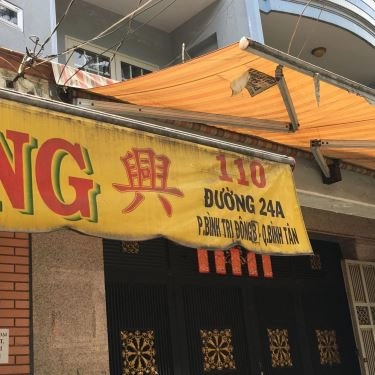 NG 興 110
ĐƯỜNG 24A
P.BÌNH TRỊ ĐÔNG B - Q.BÌNH TÂN